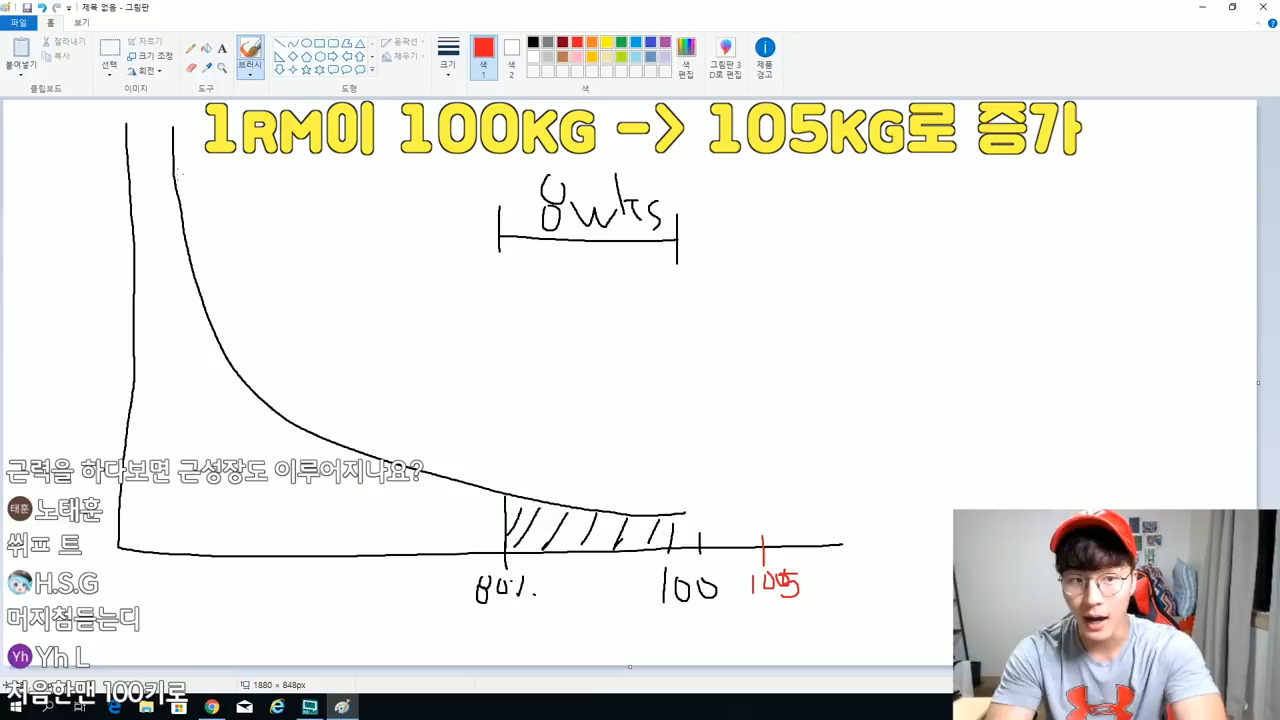 제목 없음 - 그림판
파일
홈
보기
붙여넣기
잘라내기
복사
클립보드
선택
자르기
크기 조정
회전
이미지
A
도구
브러시
윤곽선
채우기
도형
크기
색
1
색
2
색
편집
색
그림판 3
D로 편집
제품
경고
1RM이 100KG -> 105KG로 증가
8wks
근력을 하다보면 근성장도 이루어지나요?
태훈 노태훈
쒸프 트
H.S.G
머지첨듣는디
Yh Yh L
처음한맨 100키로
80%.
100
105
1880 × 848px